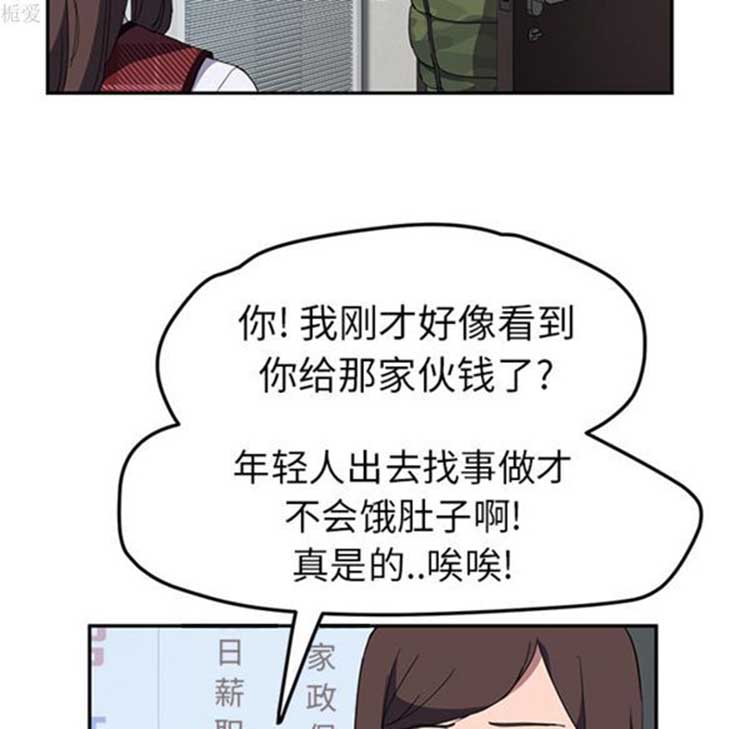 栀爱
你! 我刚才好像看到
你给那家伙钱了?
年轻人出去找事做才
不会饿肚子啊!
真是的..唉唉!
日薪职
家政保